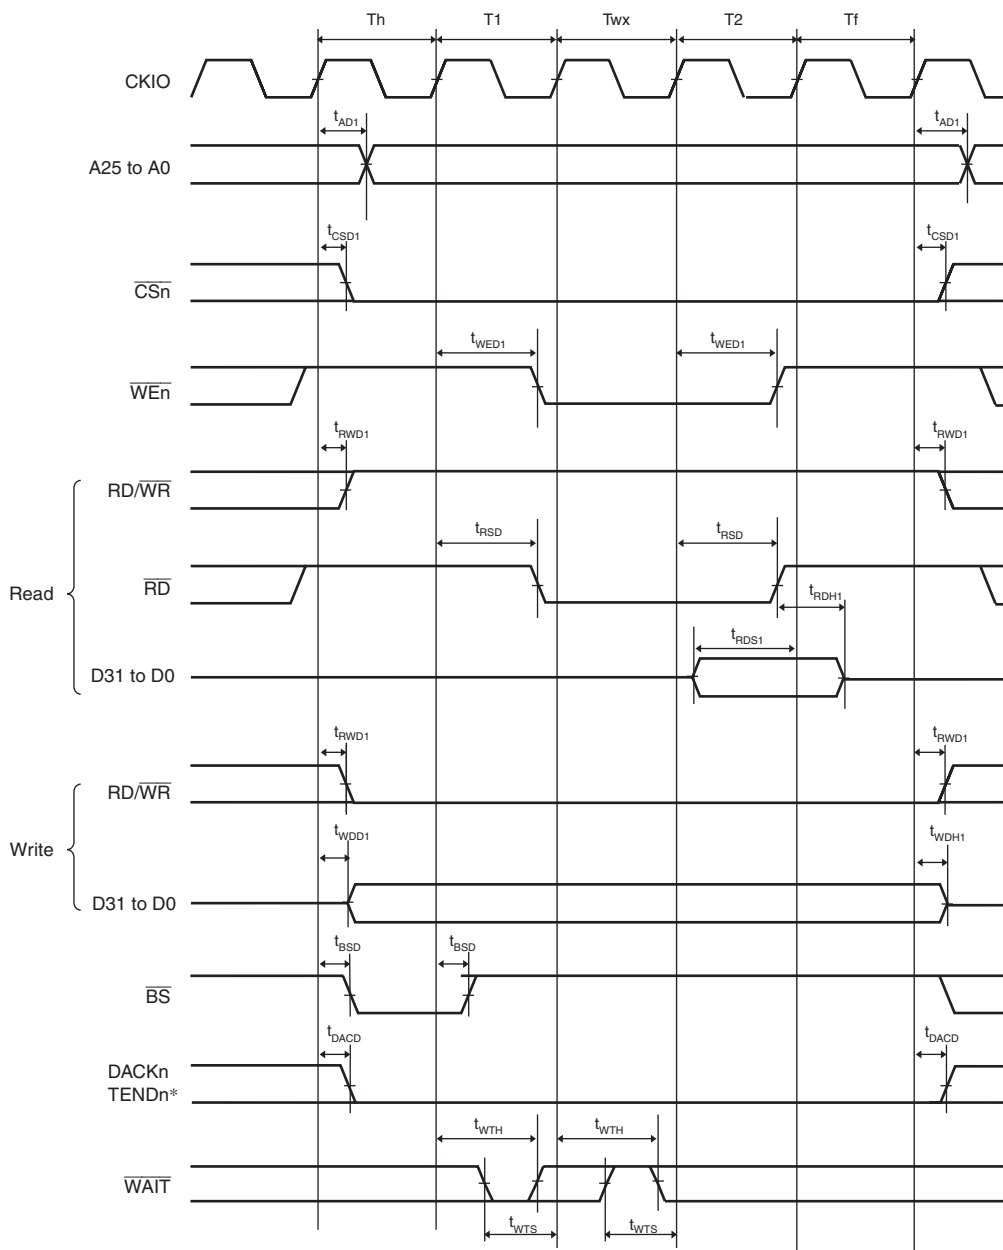 Th T1 Twx T2 Tf
CKIO
tAD1 tAD1
A25 to A0
tCSD1 tCSD1
CSn
tWED1 tWED1
WEn
tRWD1 tRWD1
RD/WR
tRSD tRSD
Read
RD
tRDH1
tRDS1
D31 to D0
tRWD1 tRWD1
RD/WR
Write
tWDD1 tWDH1
D31 to D0
tBSD tBSD
BS
tDACD tDACD
DACKn
TENDn*
tWTH tWTH
WAIT
tWTS tWTS